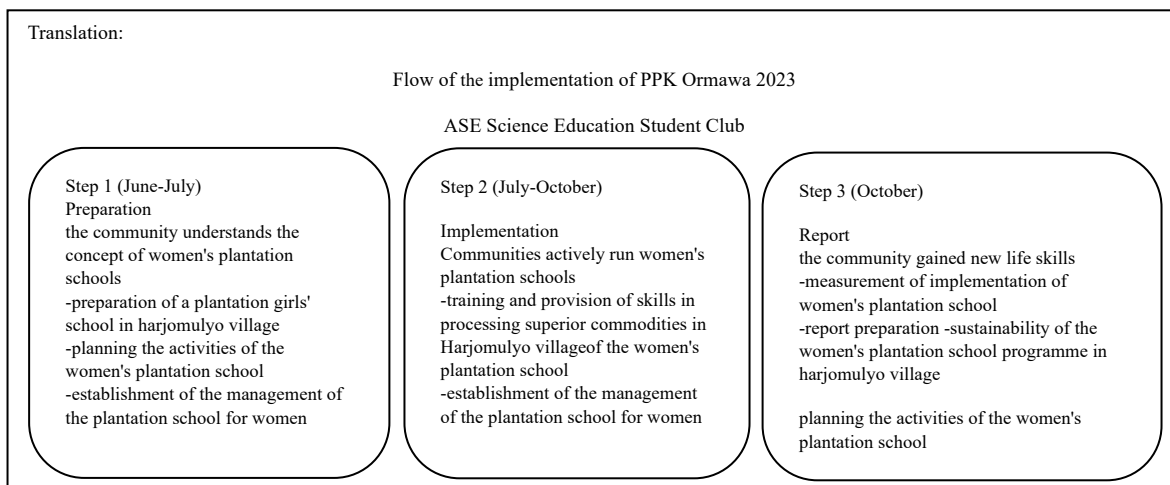 Translation:
Flow of the implementation of PPK Ormawa 2023
ASE Science Education Student Club
Step 1 (June-July)
Preparation
the community understands the
concept of women's plantation
schools
-preparation of a plantation girls'
school in harjomulyo village
-planning the activities of the
women's plantation school
-establishment of the management of
the plantation school for women
Step 2 (July-October)
Implementation
Communities actively run women's
plantation schools
-training and provision of skills in
processing superior commodities in
Harjomulyo villageof the women's
plantation school
-establishment of the management
of the plantation school for women
Step 3 (October)
Report
the community gained new life skills
-measurement of implementation of
women's plantation school
-report preparation -sustainability of the
women's plantation school programme in
harjomulyo village
planning the activities of the women's
plantation school